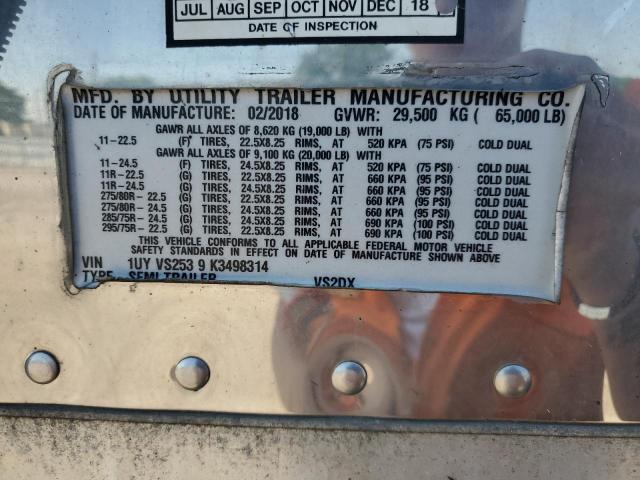 JUL AUG SEP OCT NOV DEC 18
DATE OF INSPECTION
MFD. BY UTILITY TRAILER MANUFACTURING CO.
DATE OF MANUFACTURE: 02/2018 GVWR: 29,500 KG ( 65,000 LB)
GAWR ALL AXLES OF 8,620 KG (19,000 LB) WITH
11-22.5 (F) TIRES, 22.5X8.25 RIMS, AT 520 KPA (75 PSI) COLD DUAL
GAWR ALL AXLES OF 9,100 KG (20,000 LB) WITH
11-24.5 (F) TIRES, 24.5X8.25 RIMS, AT 520 KPA (75 PSI) COLD DUAL
11R-22.5 (G) TIRES, 22.5X8.25 RIMS, AT 660 KPA (95 PSI) COLD DUAL
11R-24.5 (G) TIRES, 24.5X8.25 RIMS, AT 660 KPA (95 PSI) COLD DUAL
275/80R-22.5 (G) TIRES, 22.5X8.25 RIMS, AT 660 KPA (95 PSI) COLD DUAL
275/80R-24.5 (G) TIRES, 24.5X8.25 RIMS, AT 660 KPA (95 PSI) COLD DUAL
285/75R-24.5 (G) TIRES, 24.5X8.25 RIMS, AT 690 KPA (100 PSI) COLD DUAL
295/75R-22.5 (G) TIRES, 22.5X8.25 RIMS, AT 690 KPA (100 PSI) COLD DUAL
THIS VEHICLE CONFORMS TO ALL APPLICABLE FEDERAL MOTOR VEHICLE
SAFETY STANDARDS IN EFFECT ON DATE OF MANUFACTURE SHOWN ABOVE
VIN 1UY VS253 9 K3498314
TYPE SEMI TRAILER VS2DX